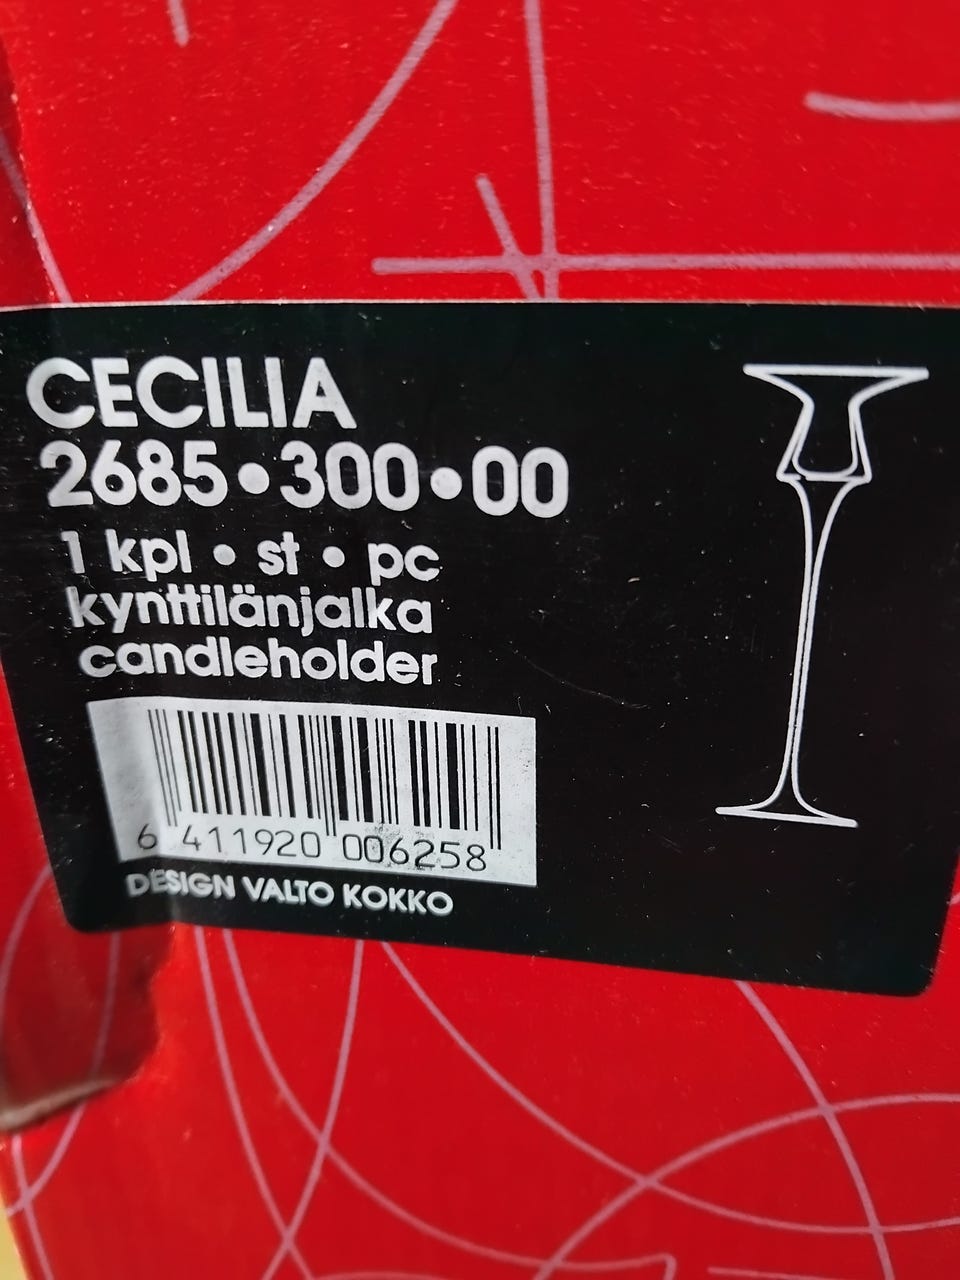 CECILIA
2685•300•00
1 kpl • st • pc
kynttilänjalka
candleholder
6 411920 006258
DESIGN VALTO KOKKO